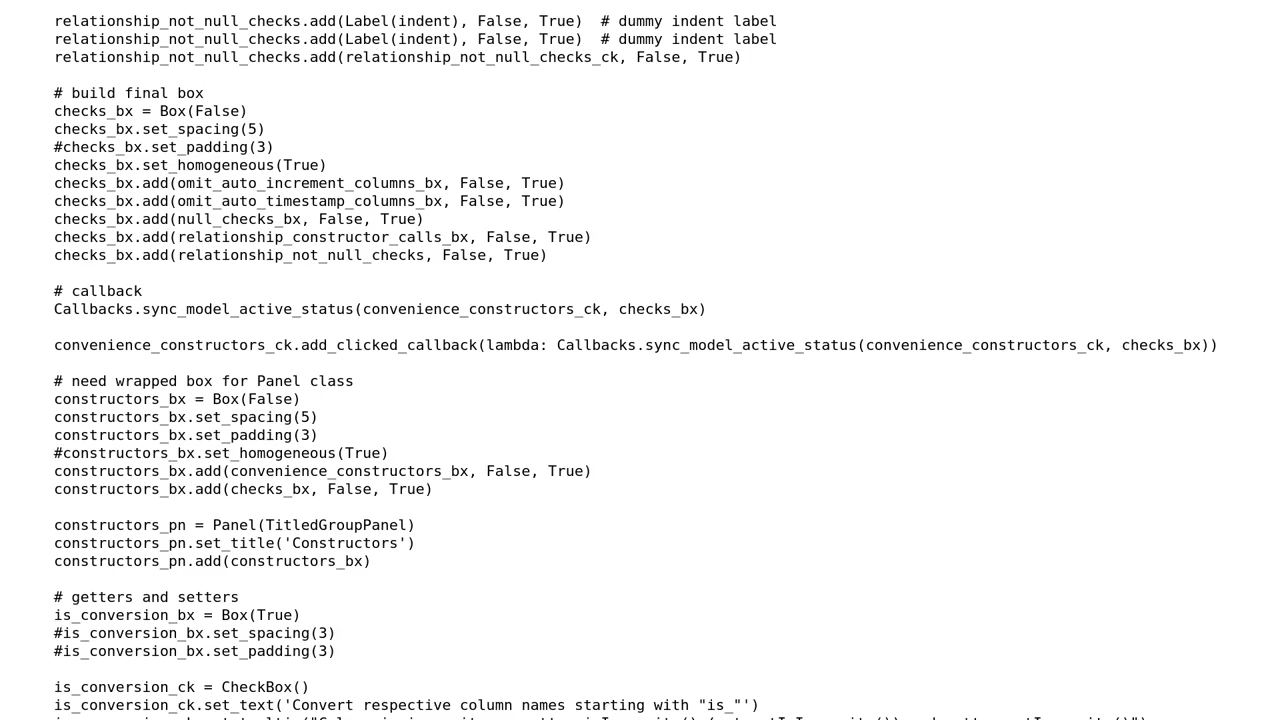 relationship_not_null_checks.add(Label(indent), False, True)  # dummy indent label
relationship_not_null_checks.add(Label(indent), False, True)  # dummy indent label
relationship_not_null_checks.add(relationship_not_null_checks_ck, False, True)

# build final box
checks_bx = Box(False)
checks_bx.set_spacing(5)
#checks_bx.set_padding(3)
checks_bx.set_homogeneous(True)
checks_bx.add(omit_auto_increment_columns_bx, False, True)
checks_bx.add(omit_auto_timestamp_columns_bx, False, True)
checks_bx.add(null_checks_bx, False, True)
checks_bx.add(relationship_constructor_calls_bx, False, True)
checks_bx.add(relationship_not_null_checks, False, True)

# callback
Callbacks.sync_model_active_status(convenience_constructors_ck, checks_bx)

convenience_constructors_ck.add_clicked_callback(lambda: Callbacks.sync_model_active_status(convenience_constructors_ck, checks_bx))

# need wrapped box for Panel class
constructors_bx = Box(False)
constructors_bx.set_spacing(5)
constructors_bx.set_padding(3)
#constructors_bx.set_homogeneous(True)
constructors_bx.add(convenience_constructors_bx, False, True)
constructors_bx.add(checks_bx, False, True)

constructors_pn = Panel(TitledGroupPanel)
constructors_pn.set_title('Constructors')
constructors_pn.add(constructors_bx)

# getters and setters
is_conversion_bx = Box(True)
#is_conversion_bx.set_spacing(3)
#is_conversion_bx.set_padding(3)

is_conversion_ck = CheckBox()
is_conversion_ck.set_text('Convert respective column names starting with "is_"')